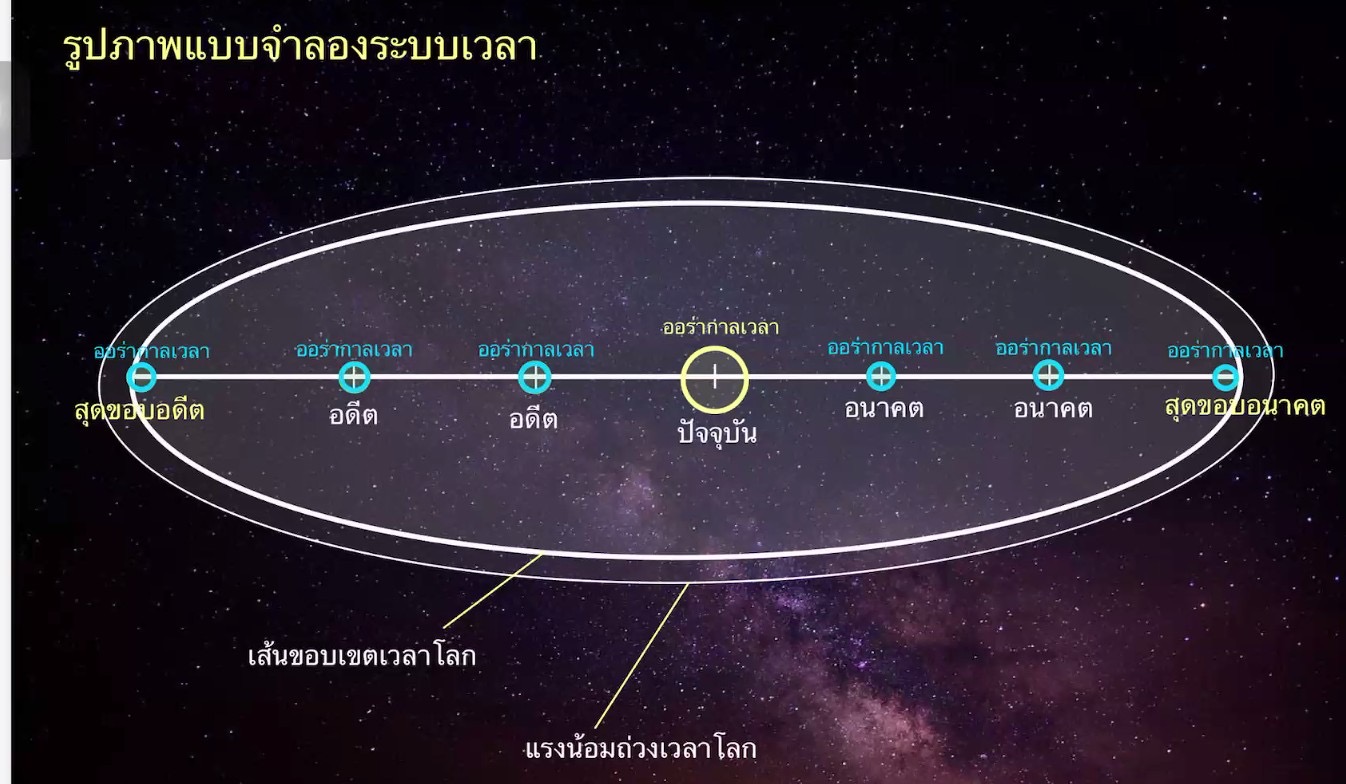 รูปภาพแบบจำลองระบบเวลา
ออร่ากาลเวลา
ออร่ากาลเวลา
ออร่ากาลเวลา
ออร่ากาลเวลา
ออร่ากาลเวลา
ออร่ากาลเวลา
ออร่ากาลเวลา
สุดขอบอดีต
อดีต
อดีต
ปัจจุบัน
อนาคต
อนาคต
สุดขอบอนาคต
เส้นขอบเขตเวลาโลก
แรงน้อมถ่วงเวลาโลก